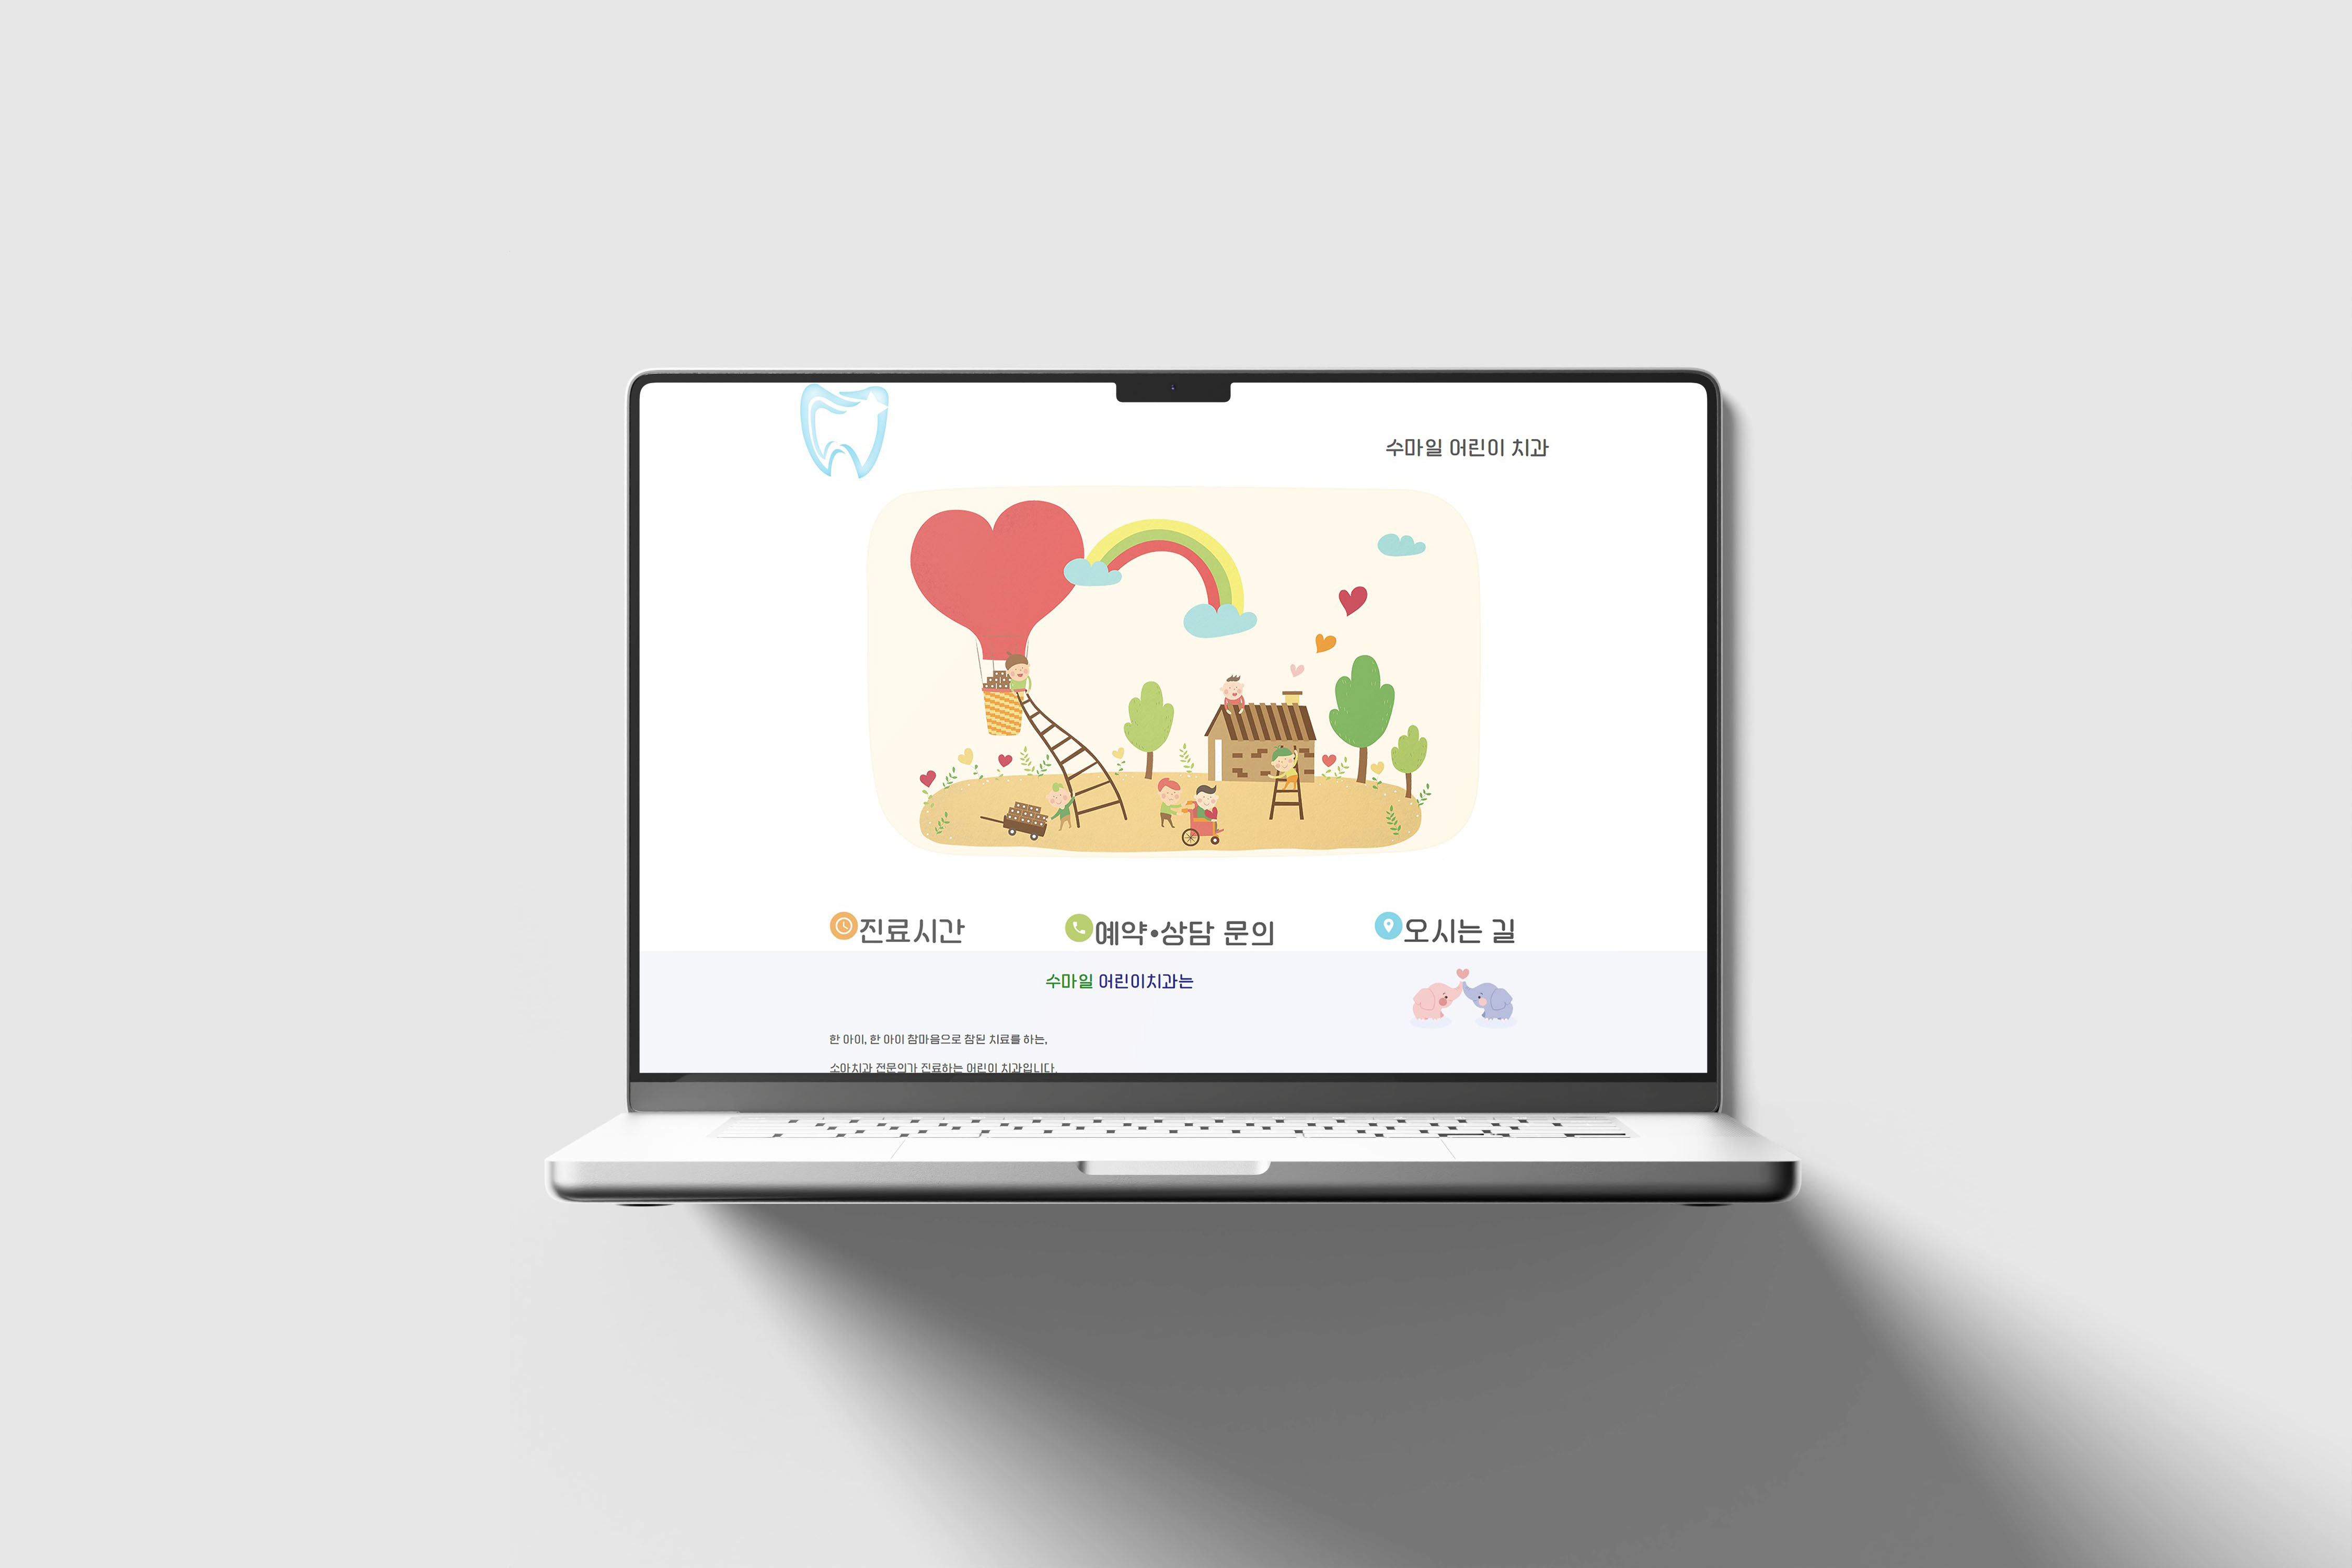 수마일 어린이 치과
진료시간
예약•상담 문의
오시는 길
수마일 어린이치과는
한 아이, 한 아이 참마음으로 참된 치료를 하는,
소아치과 전문의가 진료하는 어린이 치과입니다.